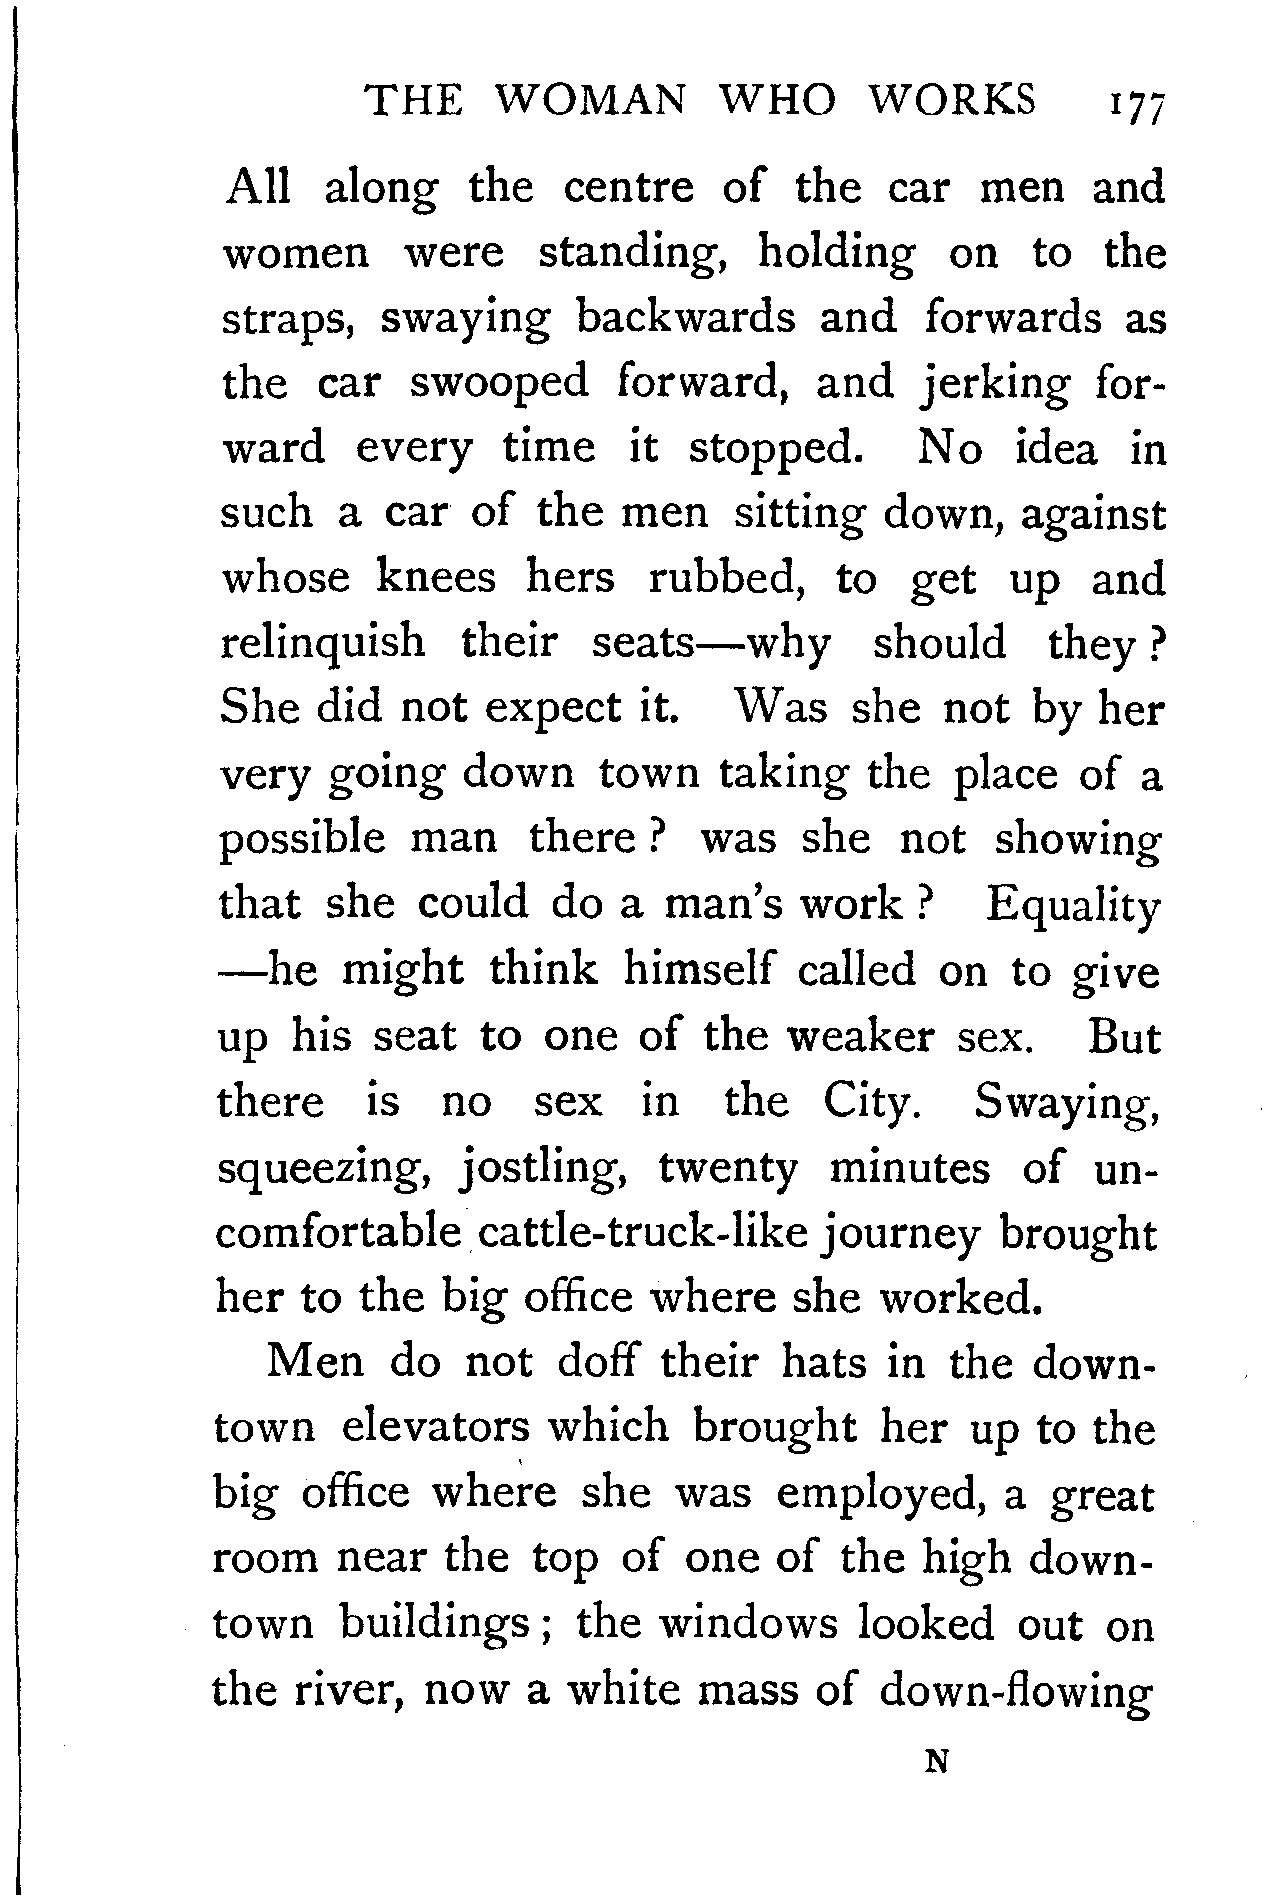 THE WOMAN WHO WORKS 177
All along the centre of the car men and
women were standing, holding on to the
straps, swaying backwards and forwards as
the car swooped forward, and jerking for-
ward every time it stopped. No idea in
such a car of the men sitting down, against
whose knees hers rubbed, to get up and
relinquish their seats—why should they ?
She did not expect it. Was she not by her
very going down town taking the place of a
possible man there ? was she not showing
that she could do a man's work ? Equality
—he might think himself called on to give
up his seat to one of the weaker sex. But
there is no sex in the City. Swaying,
squeezing, jostling, twenty minutes of un-
comfortable cattle-truck-like journey brought
her to the big office where she worked.
Men do not doff their hats in the down-
town elevators which brought her up to the
big office where she was employed, a great
room near the top of one of the high down-
town buildings ; the windows looked out on
the river, now a white mass of down-flowing
N